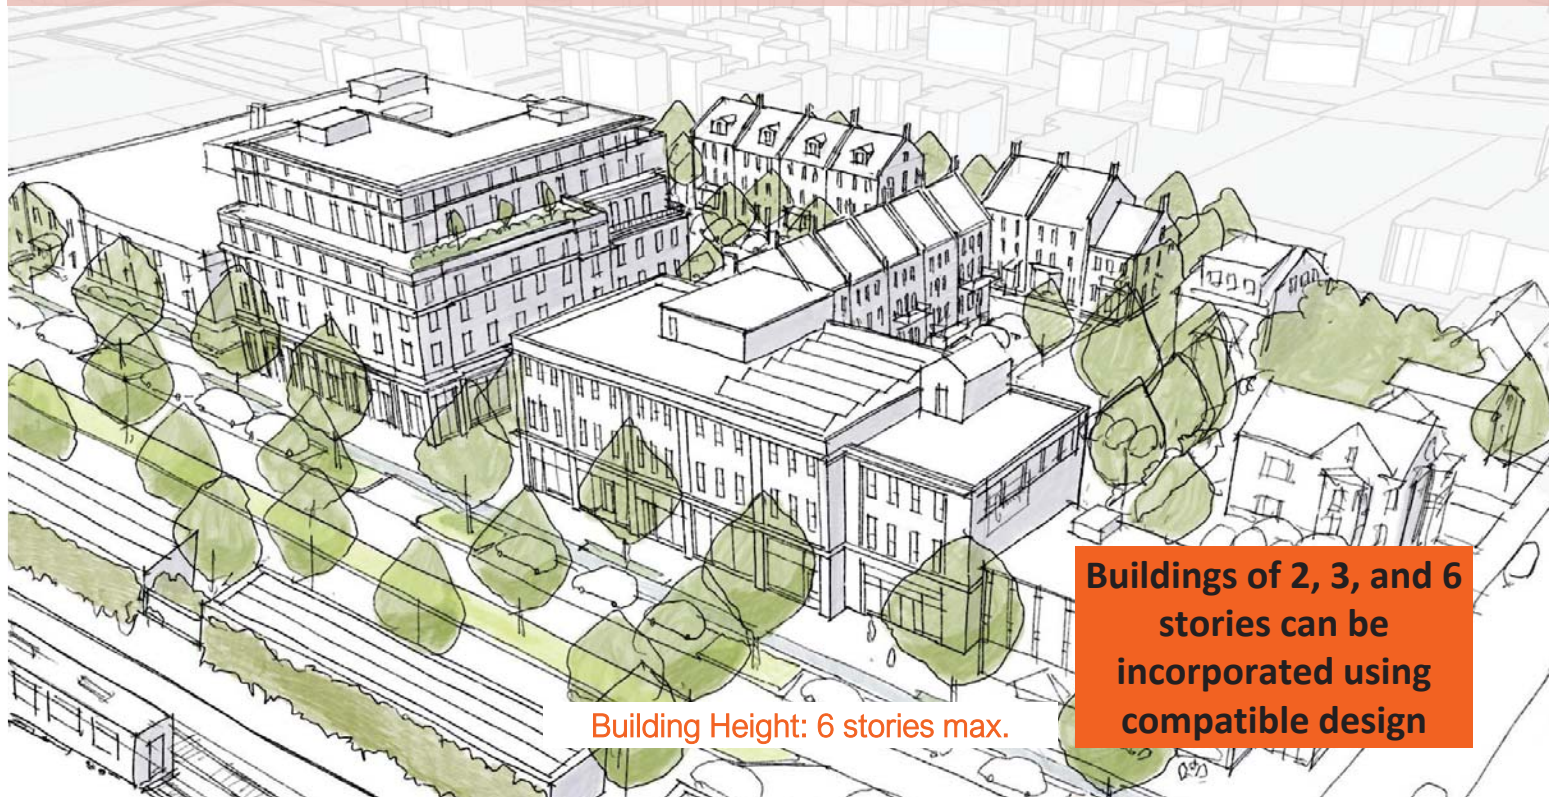 Buildings of 2, 3, and 6
stories can be
incorporated using
compatible design
Building Height: 6 stories max.